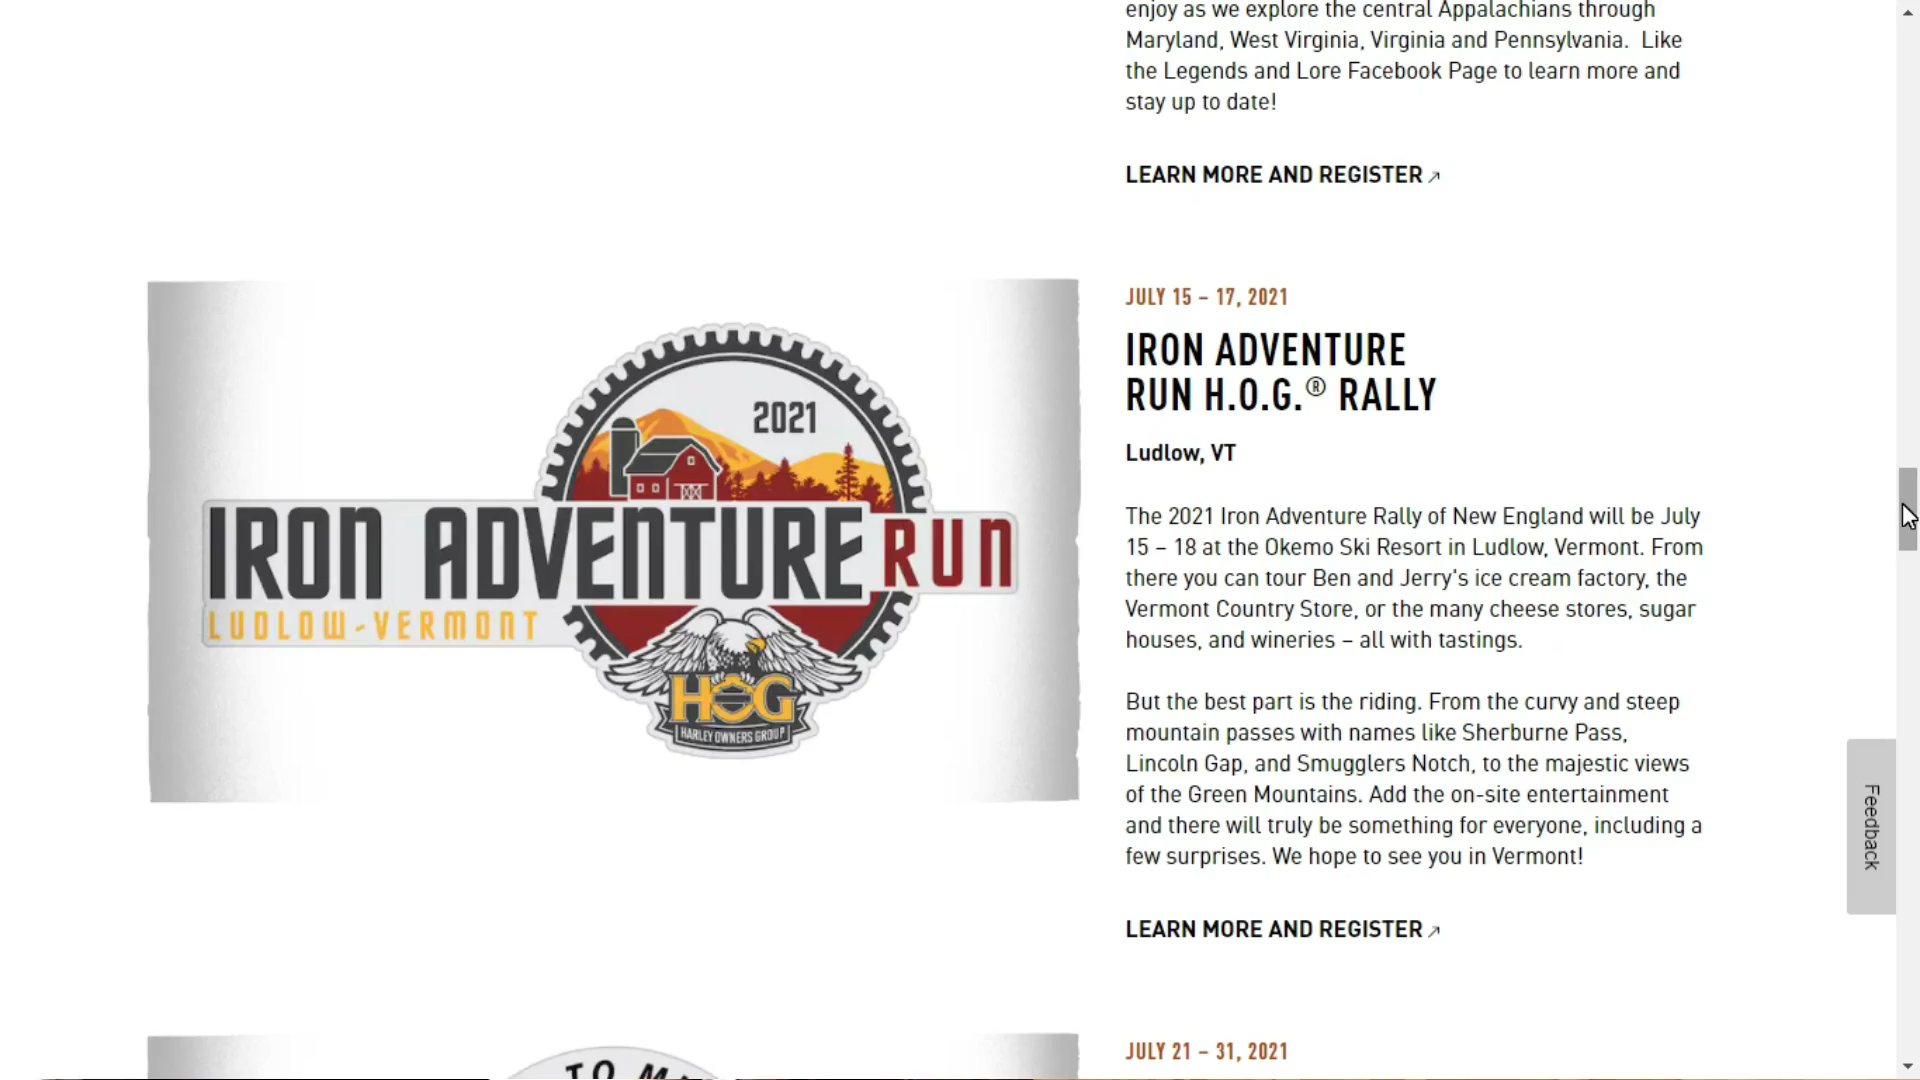 enjoy as we explore the central Appalachians through
Maryland, West Virginia, Virginia and Pennsylvania. Like
the Legends and Lore Facebook Page to learn more and
stay up to date!
LEARN MORE AND REGISTER
2021
IRON ADVENTURE RUN
LUDLOW-VERMONT
HOG
HARLEY OWNERS GROUP
JULY 15 – 17, 2021
IRON ADVENTURE
RUN H.O.G.® RALLY
Ludlow, VT
The 2021 Iron Adventure Rally of New England will be July
15 – 18 at the Okemo Ski Resort in Ludlow, Vermont. From
there you can tour Ben and Jerry's ice cream factory, the
Vermont Country Store, or the many cheese stores, sugar
houses, and wineries – all with tastings.
But the best part is the riding. From the curvy and steep
mountain passes with names like Sherburne Pass,
Lincoln Gap, and Smugglers Notch, to the majestic views
of the Green Mountains. Add the on-site entertainment
and there will truly be something for everyone, including a
few surprises. We hope to see you in Vermont!
LEARN MORE AND REGISTER
Feedback
TO
JULY 21 – 31, 2021